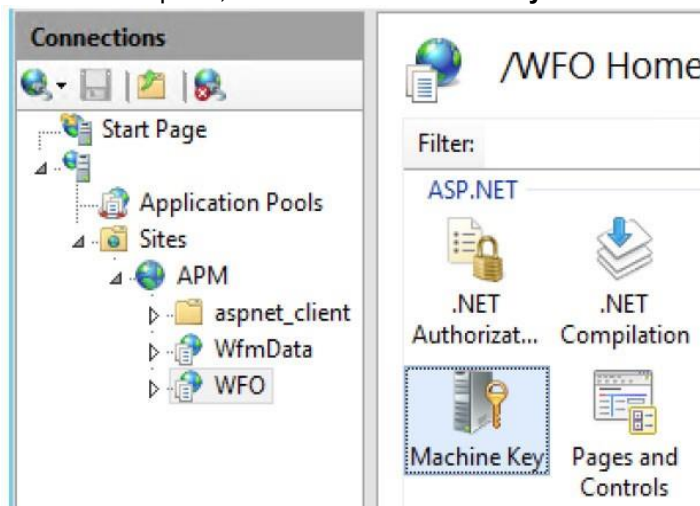 Connections
Start Page
Application Pools
Sites
APM
aspnet_client
WfmData
WFO
/WFO Home
Filter:
ASP.NET
.NET Authorizat...
.NET Compilation
Machine Key
Pages and Controls